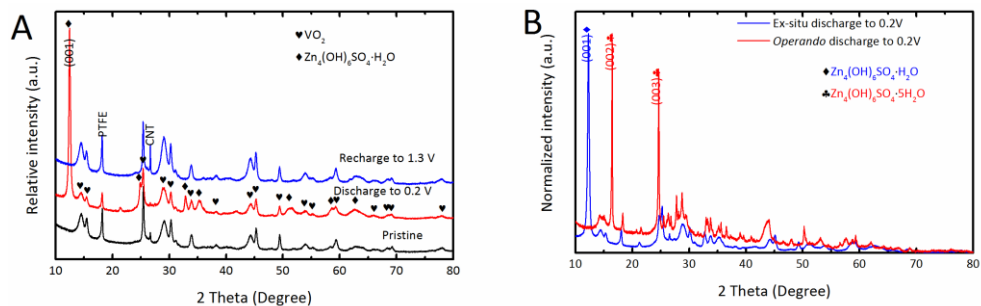 A
Relative intensity (a.u.)
♥ VO₂
♦ Zn₄(OH)₆SO₄·H₂O
♦
(001)
PTFE
CNT
Recharge to 1.3 V
Discharge to 0.2 V
Pristine
10 20 30 40 50 60 70 80
2 Theta (Degree)
B
Normalized intensity (a.u.)
Ex-situ discharge to 0.2V
Operando discharge to 0.2V
♦Zn₄(OH)₆SO₄·H₂O
♣Zn₄(OH)₆SO₄·5H₂O
(001)♦
(002)♣
(003)♣
10 20 30 40 50 60 70 80
2 Theta (Degree)